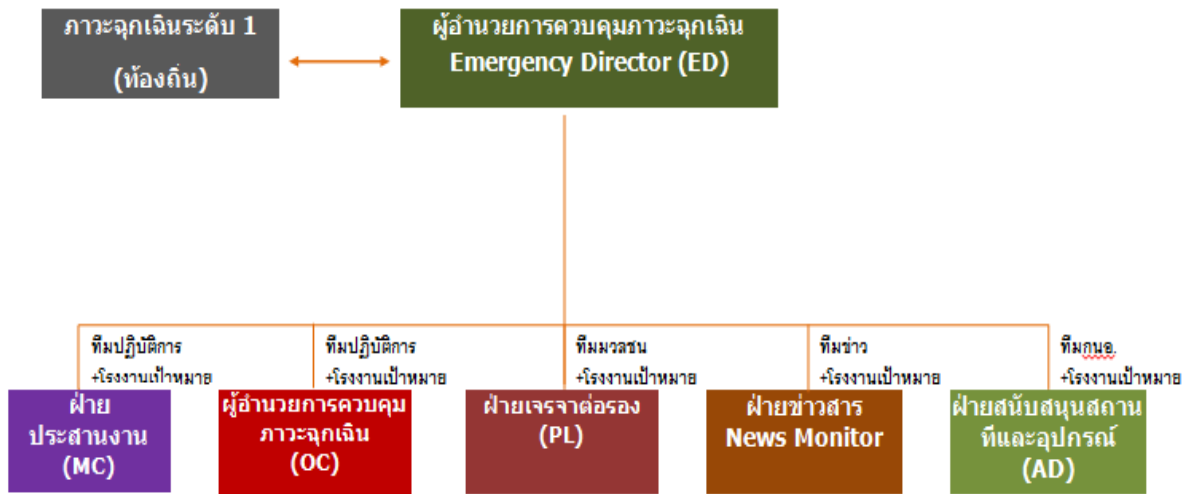 ภาวะฉุกเฉินระดับ 1
(ท้องถิ่น)
ผู้อำนวยการควบคุมภาวะฉุกเฉิน
Emergency Director (ED)
ทีมปฏิบัติการ
+โรงงานเป้าหมาย
ฝ่าย
ประสานงาน
(MC)
ทีมปฏิบัติการ
+โรงงานเป้าหมาย
ผู้อำนวยการควบคุม
ภาวะฉุกเฉิน
(OC)
ทีมมวลชน
+โรงงานเป้าหมาย
ฝ่ายเจรจาต่อรอง
(PL)
ทีมข่าว
+โรงงานเป้าหมาย
ฝ่ายข่าวสาร
News Monitor
ทีมกนอ.
+โรงงานเป้าหมาย
ฝ่ายสนับสนุนสถาน
ที่และอุปกรณ์
(AD)